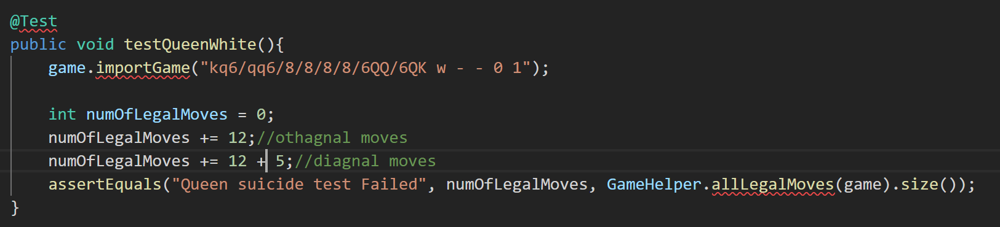 @Test
public void testQueenWhite(){
game.importGame("kq6/qq6/8/8/8/8/6QQ/6QK w - - 0 1");
int numOfLegalMoves = 0;
numOfLegalMoves += 12;//othagnal moves
numOfLegalMoves += 12 + 5;//diagnal moves
assertEquals("Queen suicide test Failed", numOfLegalMoves, GameHelper.allLegalMoves(game).size());
}